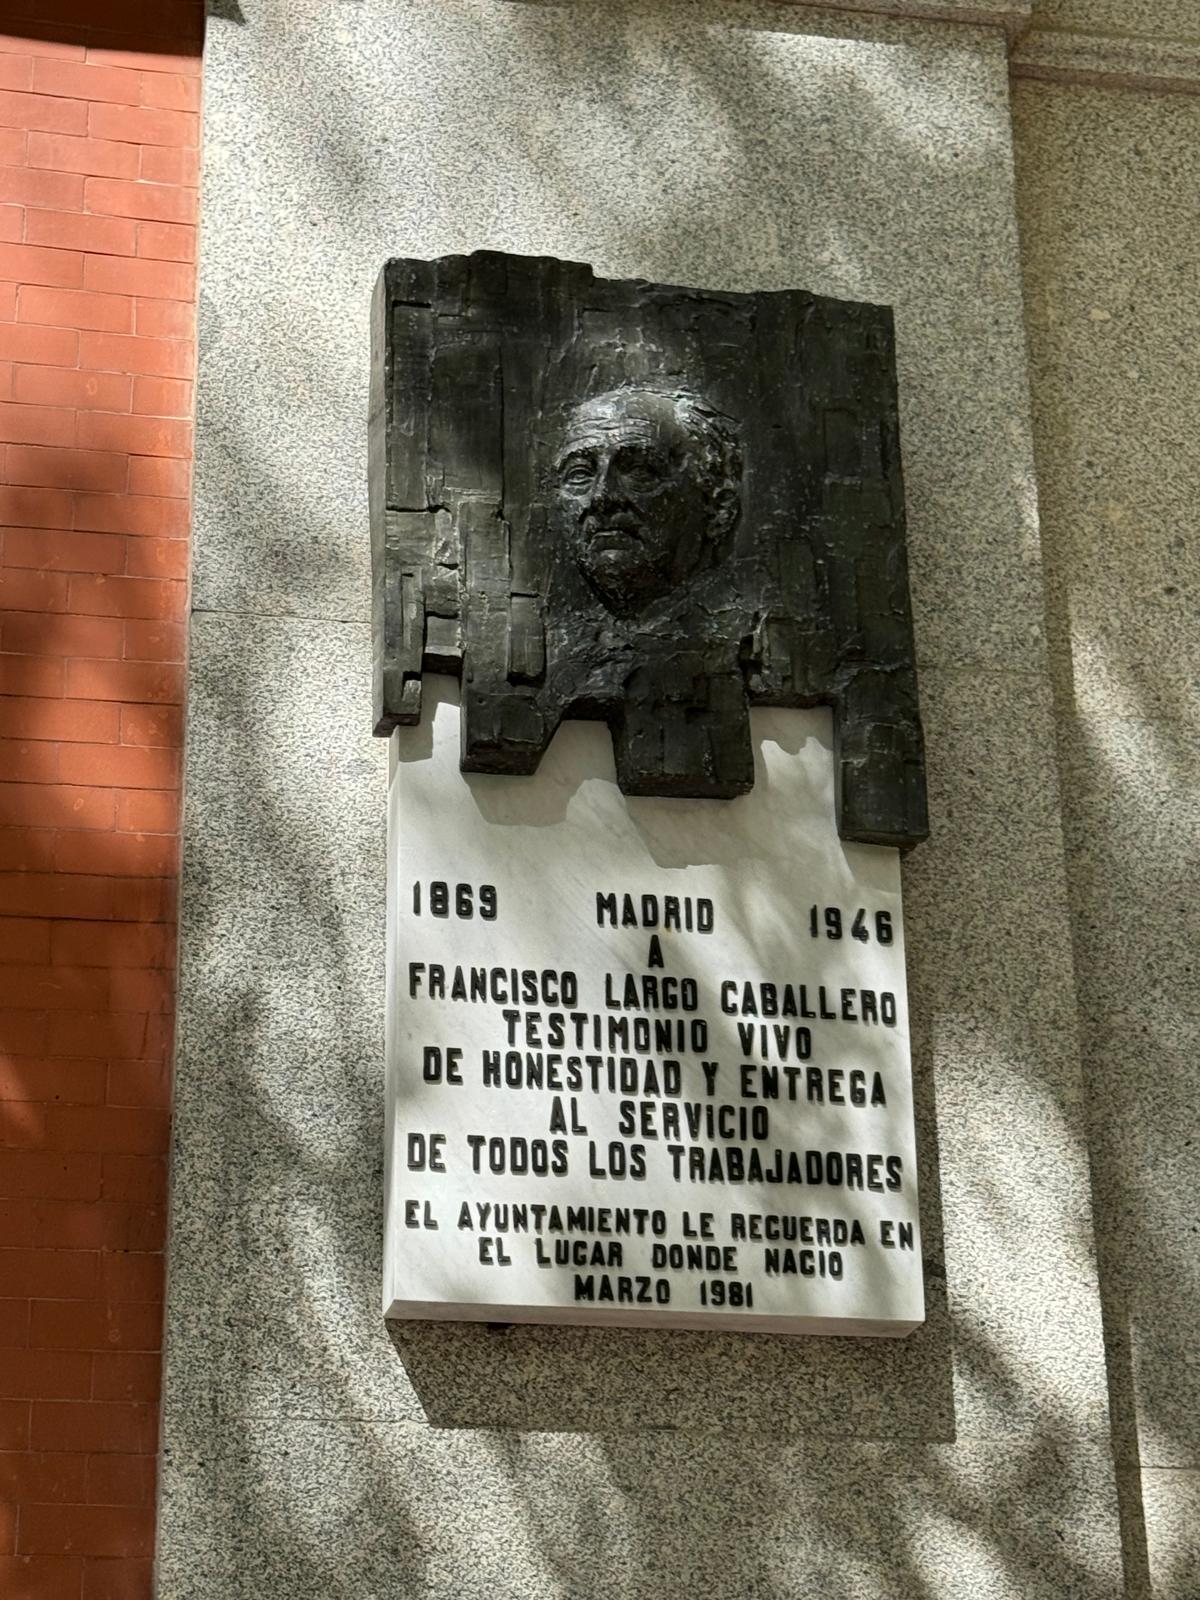 1869 MADRID 1946
A
FRANCISCO LARGO CABALLERO
TESTIMONIO VIVO
DE HONESTIDAD Y ENTREGA
AL SERVICIO
DE TODOS LOS TRABAJADORES
EL AYUNTAMIENTO LE RECUERDA EN
EL LUGAR DONDE NACIO
MARZO 1981